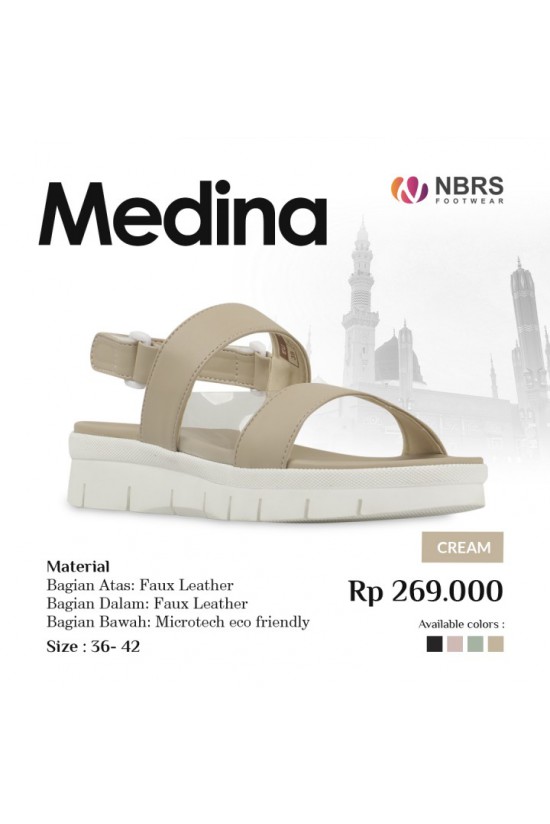 Medina
NBRS
FOOTWEAR
CREAM
Material
Bagian Atas: Faux Leather
Bagian Dalam: Faux Leather
Bagian Bawah: Microtech eco friendly
Size : 36- 42
Rp 269.000
Available colors :